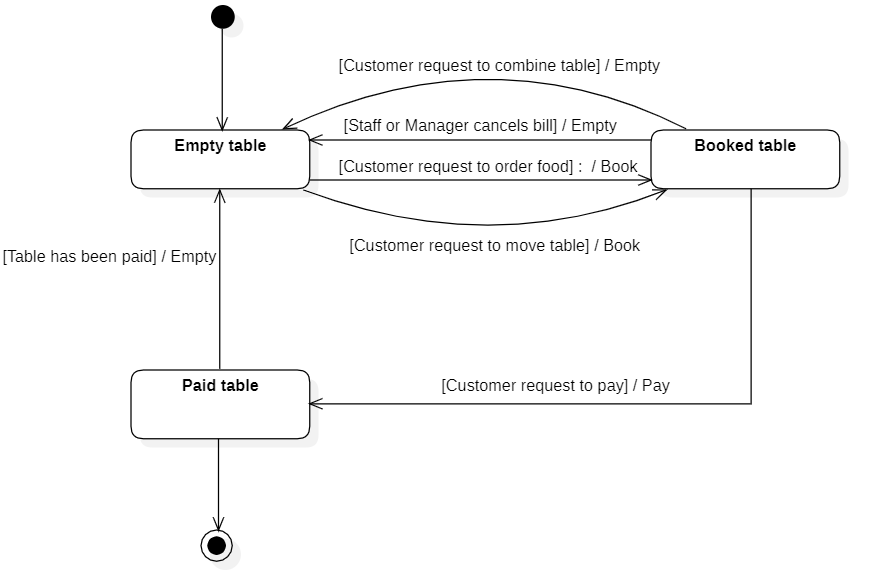 [Customer request to combine table] / Empty
[Staff or Manager cancels bill] / Empty
Empty table
Booked table
[Customer request to order food] :  / Book
[Customer request to move table] / Book
[Table has been paid] / Empty
Paid table
[Customer request to pay] / Pay